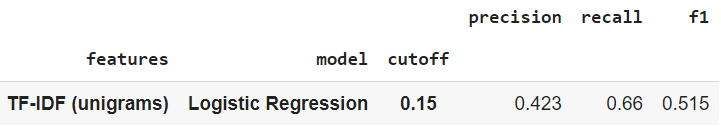 precision recall f1
features model cutoff
TF-IDF (unigrams) Logistic Regression 0.15 0.423 0.66 0.515